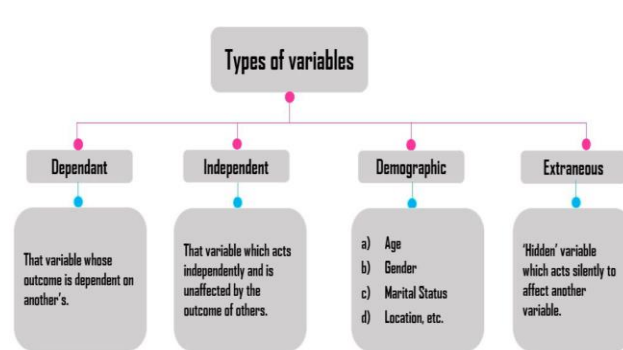 Types of variables
Dependant
Independent
Demographic
Extraneous
That variable whose
outcome is dependent on
another's.
That variable which acts
independently and is
unaffected by the
outcome of others.
a) Age
b) Gender
c) Marital Status
d) Location, etc.
'Hidden' variable
which acts silently to
affect another
variable.